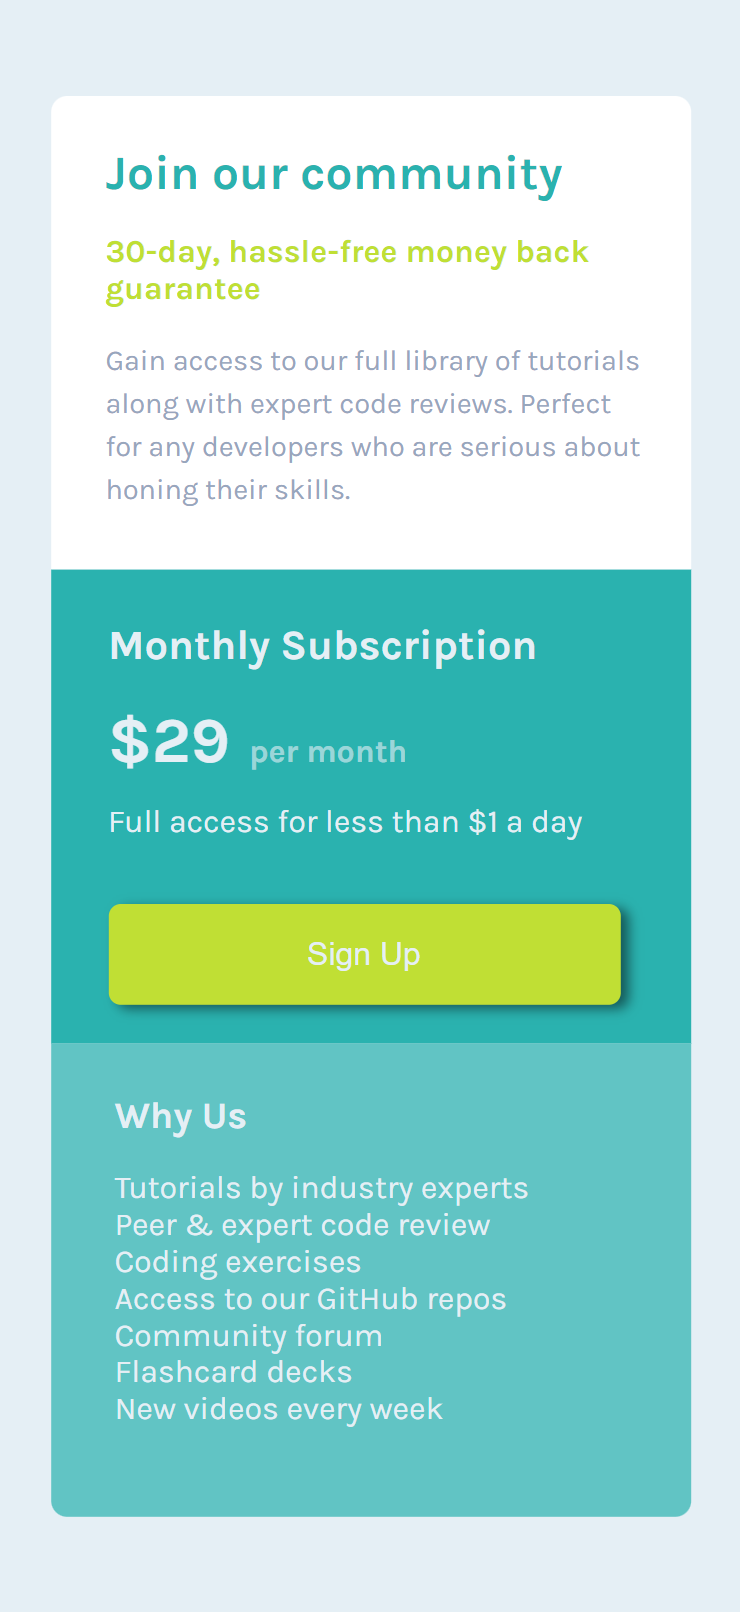 Join our community
30-day, hassle-free money back
guarantee
Gain access to our full library of tutorials
along with expert code reviews. Perfect
for any developers who are serious about
honing their skills.
Monthly Subscription
$29 per month
Full access for less than $1 a day
Sign Up
Why Us
Tutorials by industry experts
Peer & expert code review
Coding exercises
Access to our GitHub repos
Community forum
Flashcard decks
New videos every week